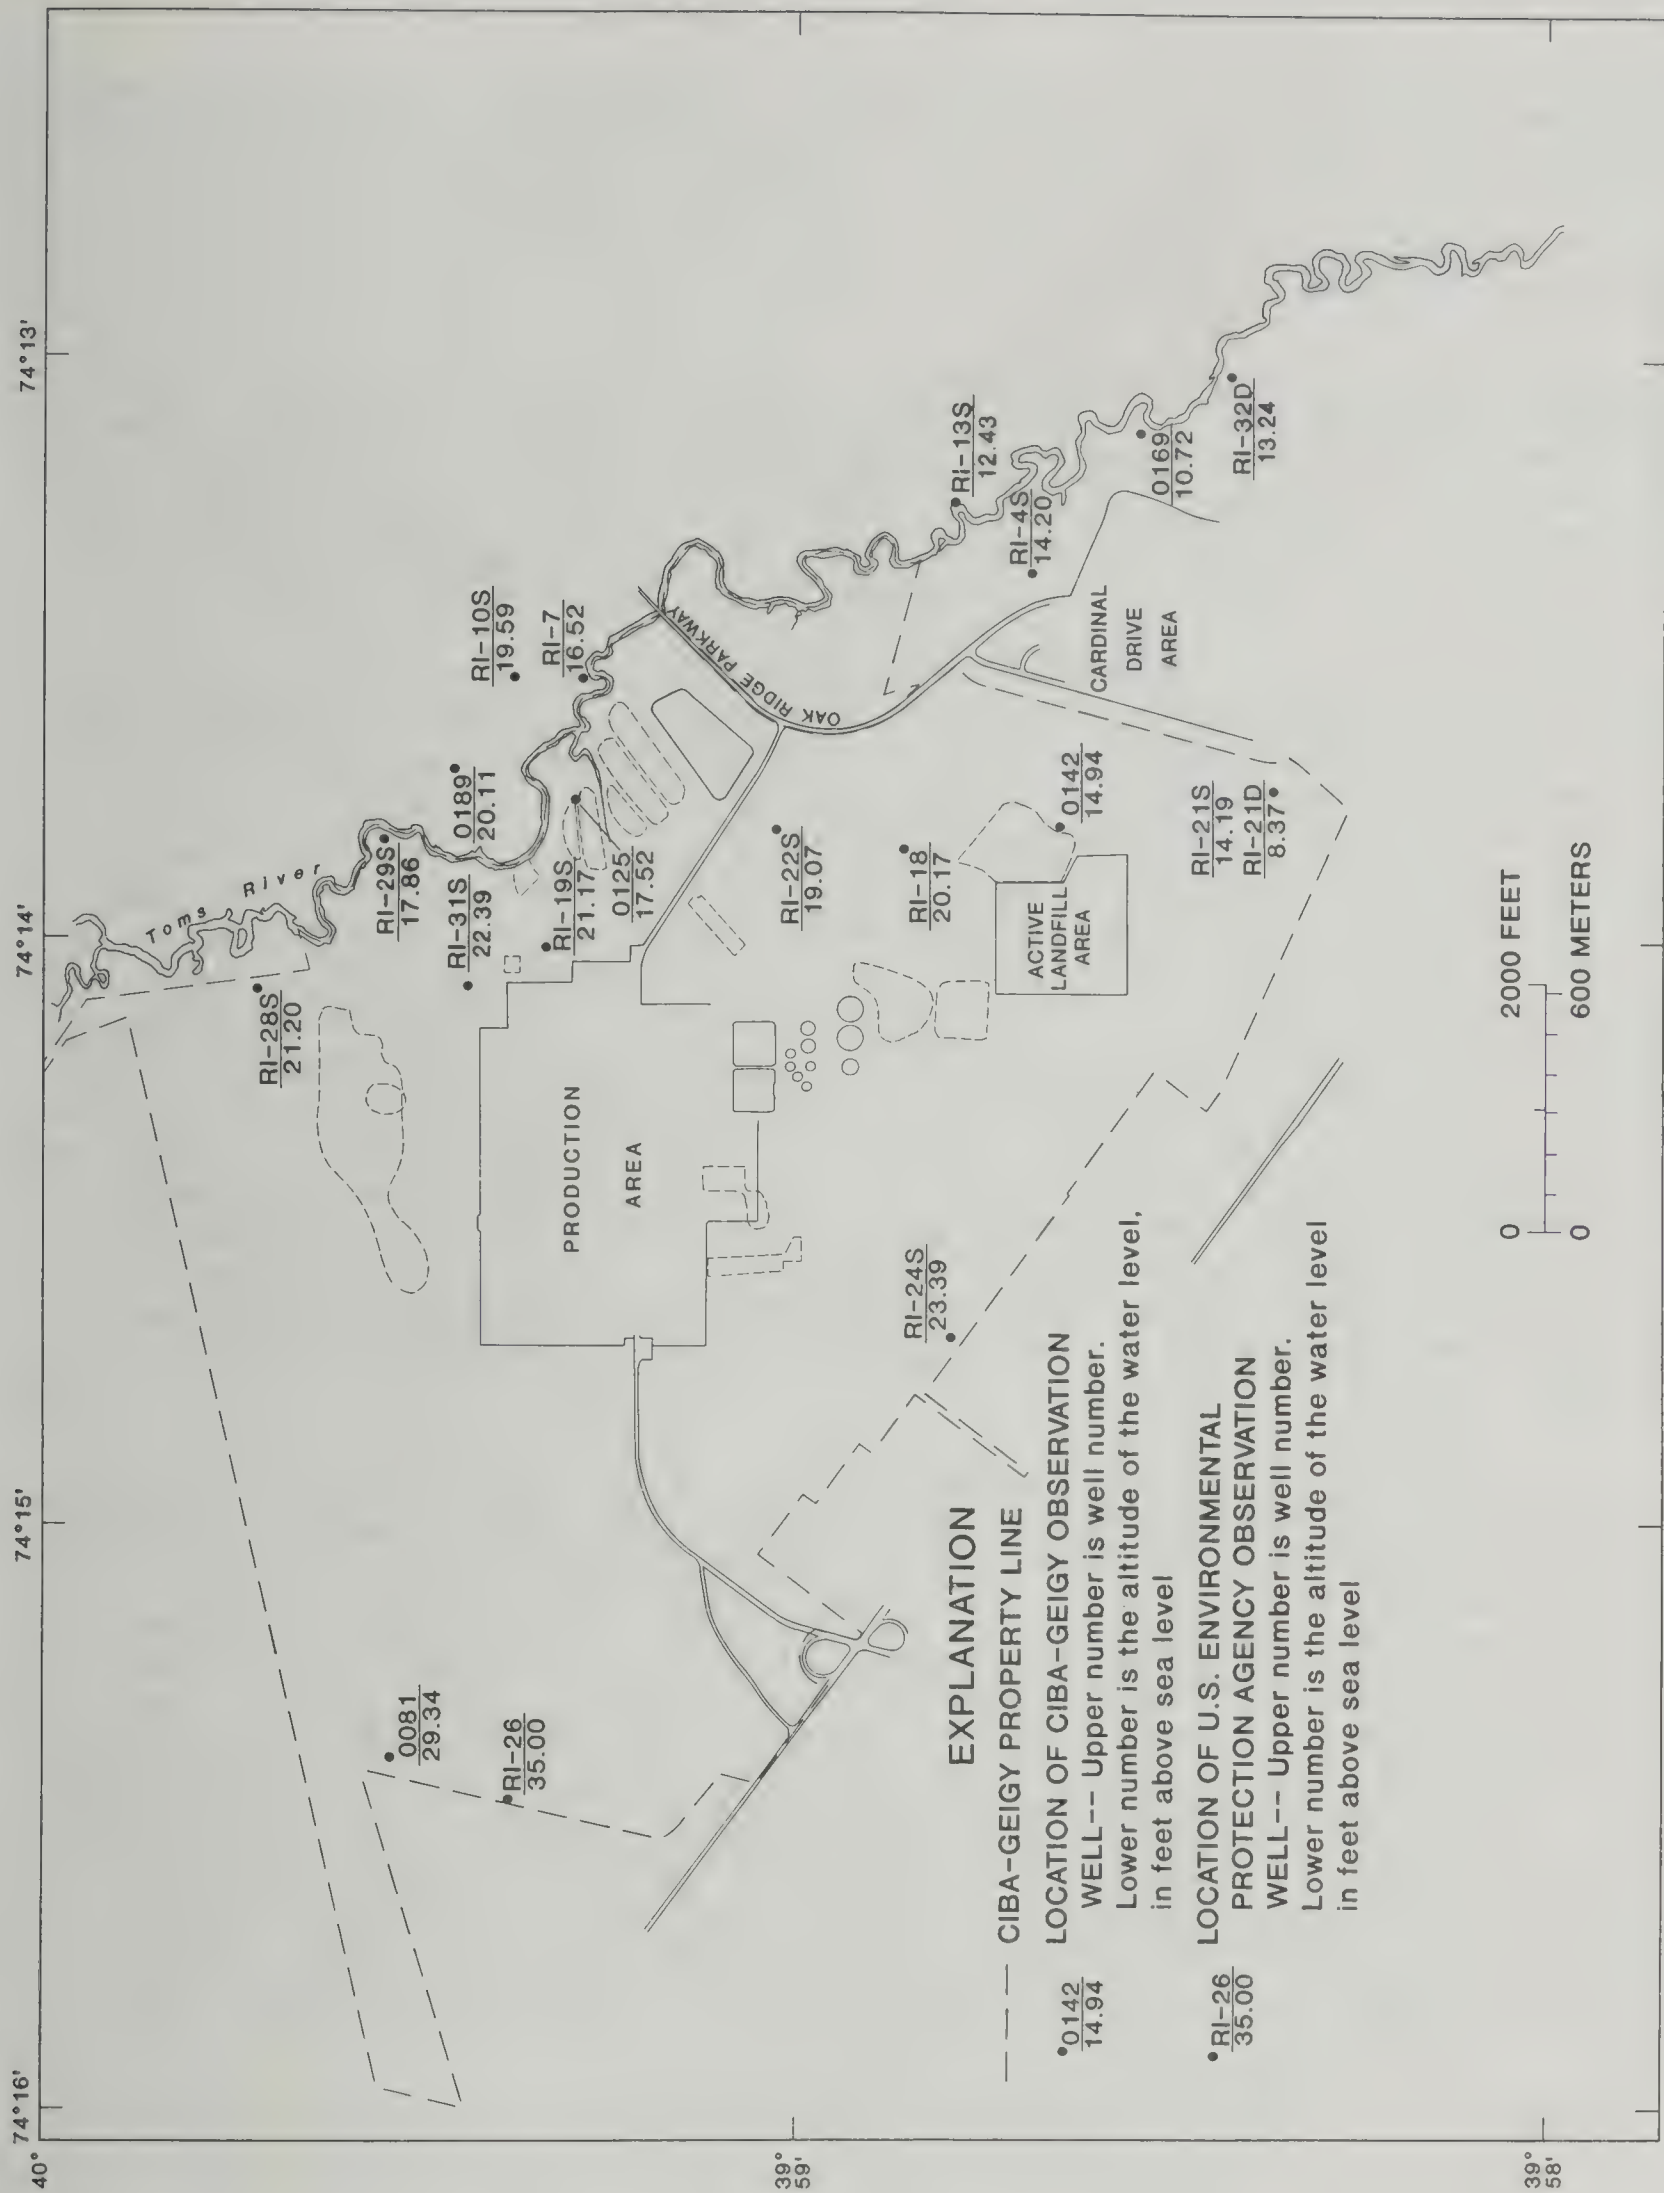 74°16'
74°15'
74°14'
74°13'
40°
39°
59'
39°
58'
Toms River
RI-28S
21.20
RI-29S
17.86
0189
20.11
RI-31S
22.39
RI-10S
19.59
RI-7
16.52
RI-19S
21.17
0125
17.52
0081
29.34
RI-26
35.00
PRODUCTION
AREA
OAK RIDGE PARKWAY
RI-22S
19.07
RI-18
20.17
RI-24S
23.39
RI-13S
12.43
RI-4S
14.20
0169
10.72
RI-32D
13.24
CARDINAL
DRIVE
AREA
ACTIVE
LANDFILL
AREA
0142
14.94
RI-21S
14.19
RI-21D
8.37
EXPLANATION
CIBA-GEIGY PROPERTY LINE
0142
14.94
LOCATION OF CIBA-GEIGY OBSERVATION
WELL-- Upper number is well number.
Lower number is the altitude of the water level,
in feet above sea level
RI-26
35.00
LOCATION OF U.S. ENVIRONMENTAL
PROTECTION AGENCY OBSERVATION
WELL-- Upper number is well number.
Lower number is the altitude of the water level
in feet above sea level
0 2000 FEET
0 600 METERS